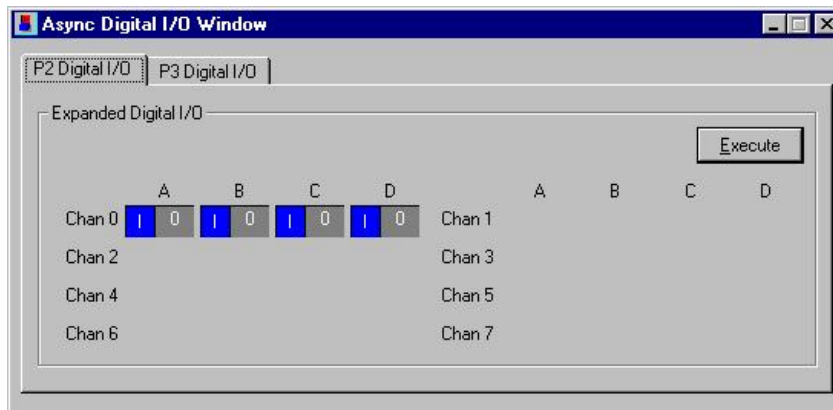 Async Digital I/O Window
P2 Digital I/O P3 Digital I/O
Expanded Digital I/O
Execute
A B C D A B C D
Chan 0 I 0 I 0 I 0 I 0 Chan 1
Chan 2 Chan 3
Chan 4 Chan 5
Chan 6 Chan 7